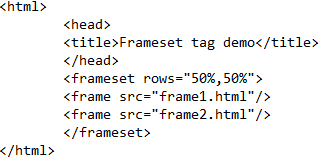 <html>
<head>
<title>Frameset tag demo</title>
</head>
<frameset rows="50%,50%">
<frame src="frame1.html"/>
<frame src="frame2.html"/>
</frameset>
</html>